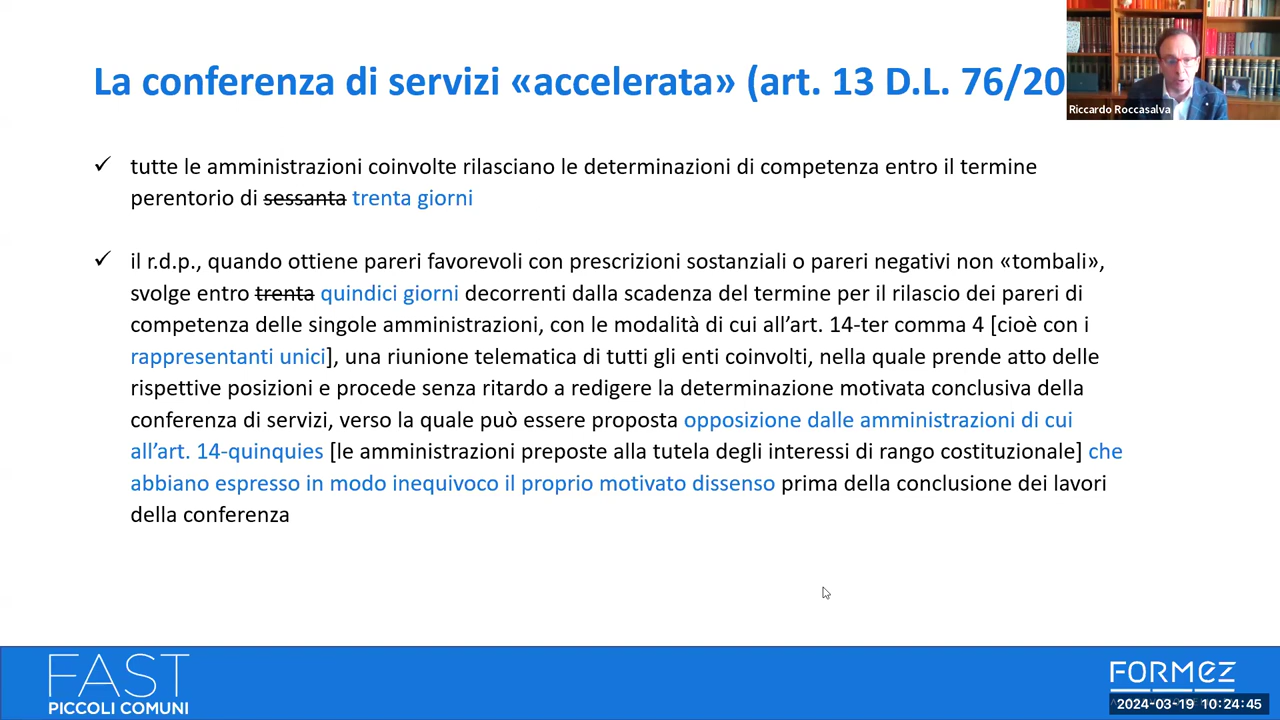 La conferenza di servizi «accelerata» (art. 13 D.L. 76/20
Riccardo Roccasalva
✓ tutte le amministrazioni coinvolte rilasciano le determinazioni di competenza entro il termine
perentorio di sessanta trenta giorni
✓ il r.d.p., quando ottiene pareri favorevoli con prescrizioni sostanziali o pareri negativi non «tombali»,
svolge entro trenta quindici giorni decorrenti dalla scadenza del termine per il rilascio dei pareri di
competenza delle singole amministrazioni, con le modalità di cui all’art. 14-ter comma 4 [cioè con i
rappresentanti unici], una riunione telematica di tutti gli enti coinvolti, nella quale prende atto delle
rispettive posizioni e procede senza ritardo a redigere la determinazione motivata conclusiva della
conferenza di servizi, verso la quale può essere proposta opposizione dalle amministrazioni di cui
all’art. 14-quinquies [le amministrazioni preposte alla tutela degli interessi di rango costituzionale] che
abbiano espresso in modo inequivoco il proprio motivato dissenso prima della conclusione dei lavori
della conferenza
FAST
PICCOLI COMUNI
FORMEZ
2024-03-19 10:24:45